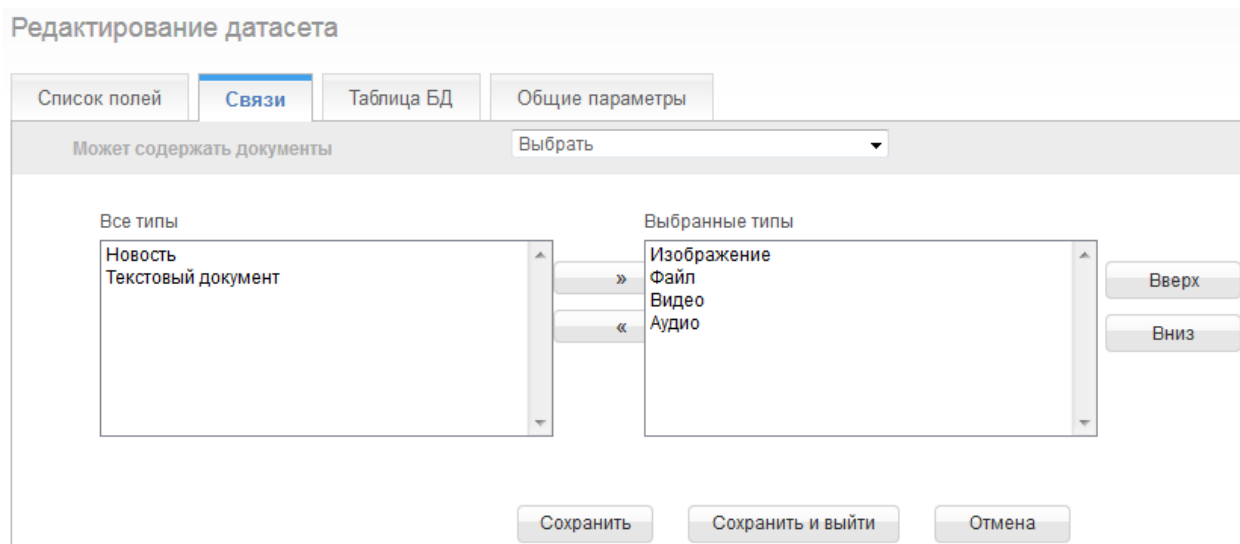 Редактирование датасета
Список полей Связи Таблица БД Общие параметры
Может содержать документы Выбрать
Все типы Выбранные типы
Новость Изображение
Текстовый документ » Файл Вверх
Видео
« Аудио Вниз
Сохранить Сохранить и выйти Отмена